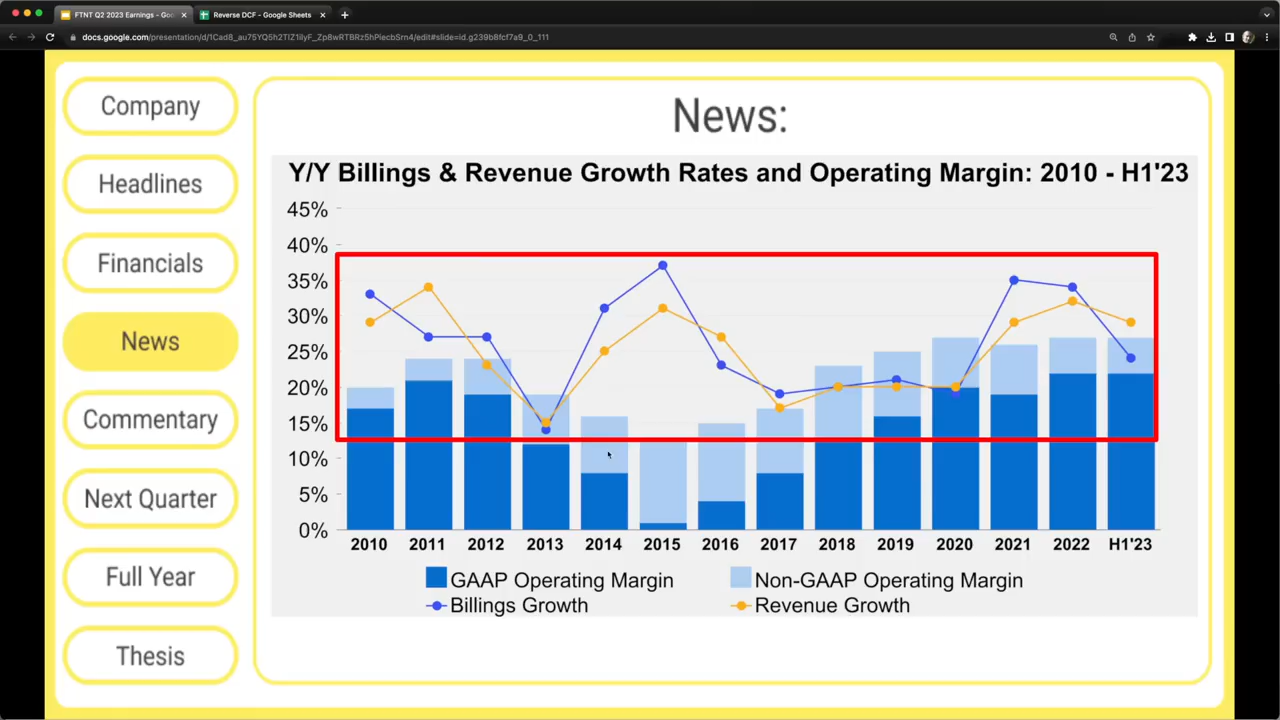 FTNT Q2 2023 Earnings - Goo
Reverse DCF - Google Sheets
docs.google.com/presentation/d/1Cad8_au75YQ5h2TIZ1ilyF_Zp8wRTBRz5hPiecbSrn4/edit#slide=id.g239b8fcf7a9_0_111
Company
Headlines
Financials
News
Commentary
Next Quarter
Full Year
Thesis
News:
Y/Y Billings & Revenue Growth Rates and Operating Margin: 2010 - H1'23
45%
40%
35%
30%
25%
20%
15%
10%
5%
0%
2010 2011 2012 2013 2014 2015 2016 2017 2018 2019 2020 2021 2022 H1'23
GAAP Operating Margin Non-GAAP Operating Margin
Billings Growth Revenue Growth